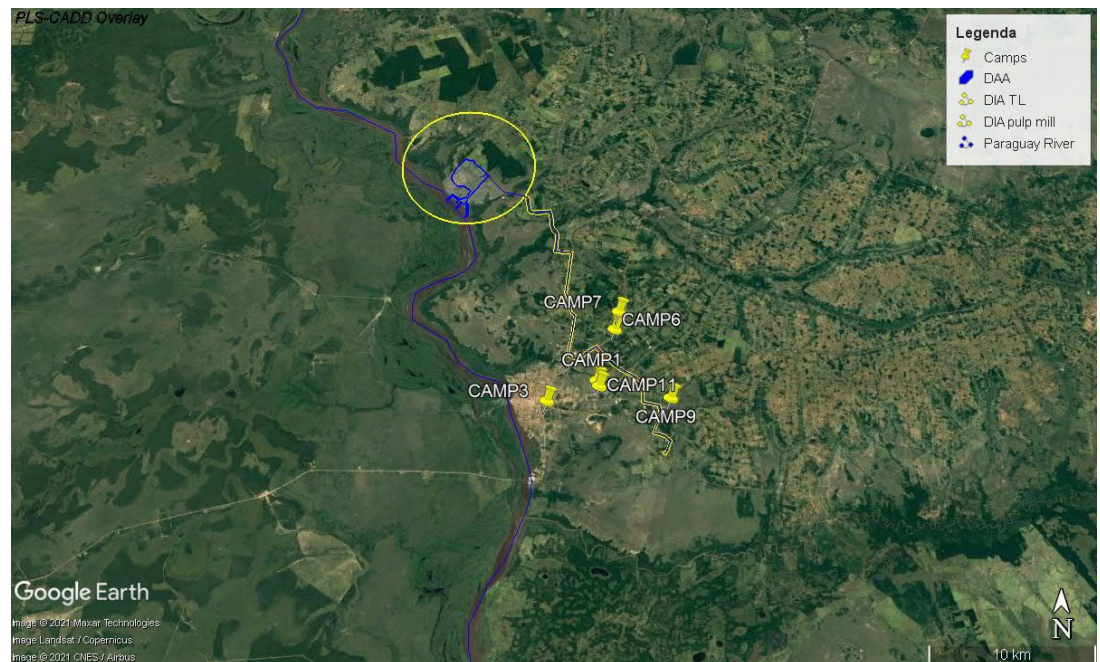 PLS-CADD Overlay
Legenda
Camps
DAA
DIA TL
DIA pulp mill
Paraguay River
CAMP7
CAMP6
CAMP1
CAMP3
CAMP11
CAMP9
Google Earth
Image © 2021 Maxar Technologies
Image Landsat / Copernicus
Image © 2021 CNES / Airbus
N
10 km